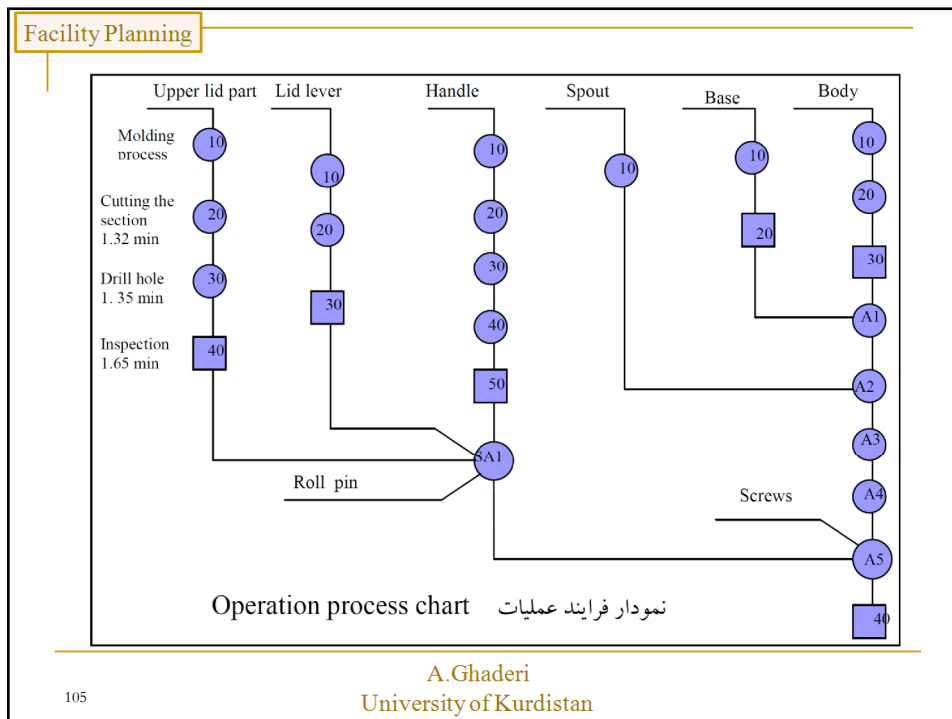 Facility Planning
Upper lid part
Lid lever
Handle
Spout
Base
Body
Molding
process
10
10
10
10
10
10
Cutting the
section
1.32 min
20
20
20
20
20
Drill hole
1. 35 min
30
30
30
30
Inspection
1.65 min
40
40
A1
50
A2
SA1
A3
Roll pin
A4
Screws
A5
Operation process chart نمودار فرایند عملیات
40
A.Ghaderi
University of Kurdistan
105